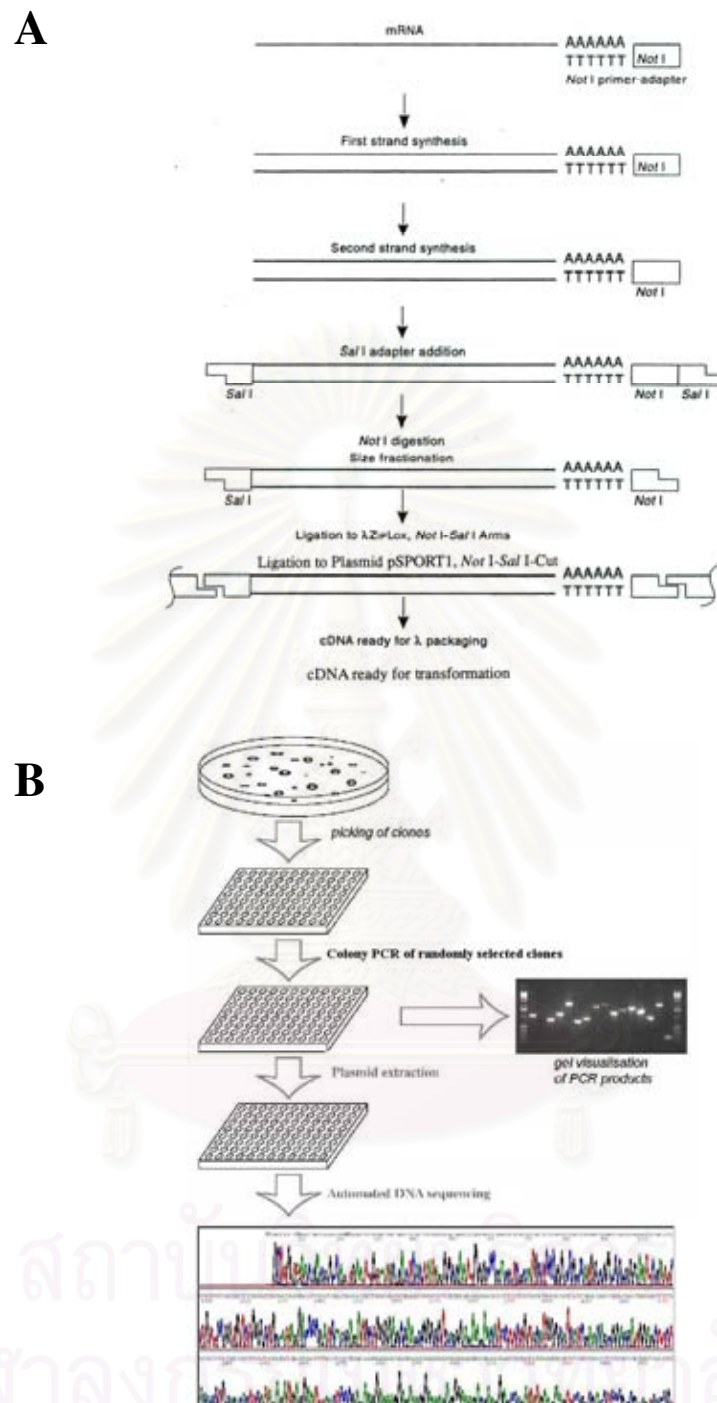 A
mRNA
AAAAAA
TTTTTT Not I
Not I primer-adapter
First strand synthesis
AAAAAA
TTTTTT Not I
Second strand synthesis
AAAAAA
TTTTTT
Not I
Sal I adapter addition
AAAAAA
TTTTTT
Sal I
Not I Sal I
Not I digestion
Size fractionation
AAAAAA
TTTTTT
Sal I
Not I
Ligation to λZIPLOX, Not I-Sal I Arms
Ligation to Plasmid pSPORT1, Not I-Sal I-Cut
AAAAAA
TTTTTT
cDNA ready for λ packaging
cDNA ready for transformation
B
picking of clones
Colony PCR of randomly selected clones
gel visualisation
of PCR products
Plasmid extraction
Automated DNA sequencing